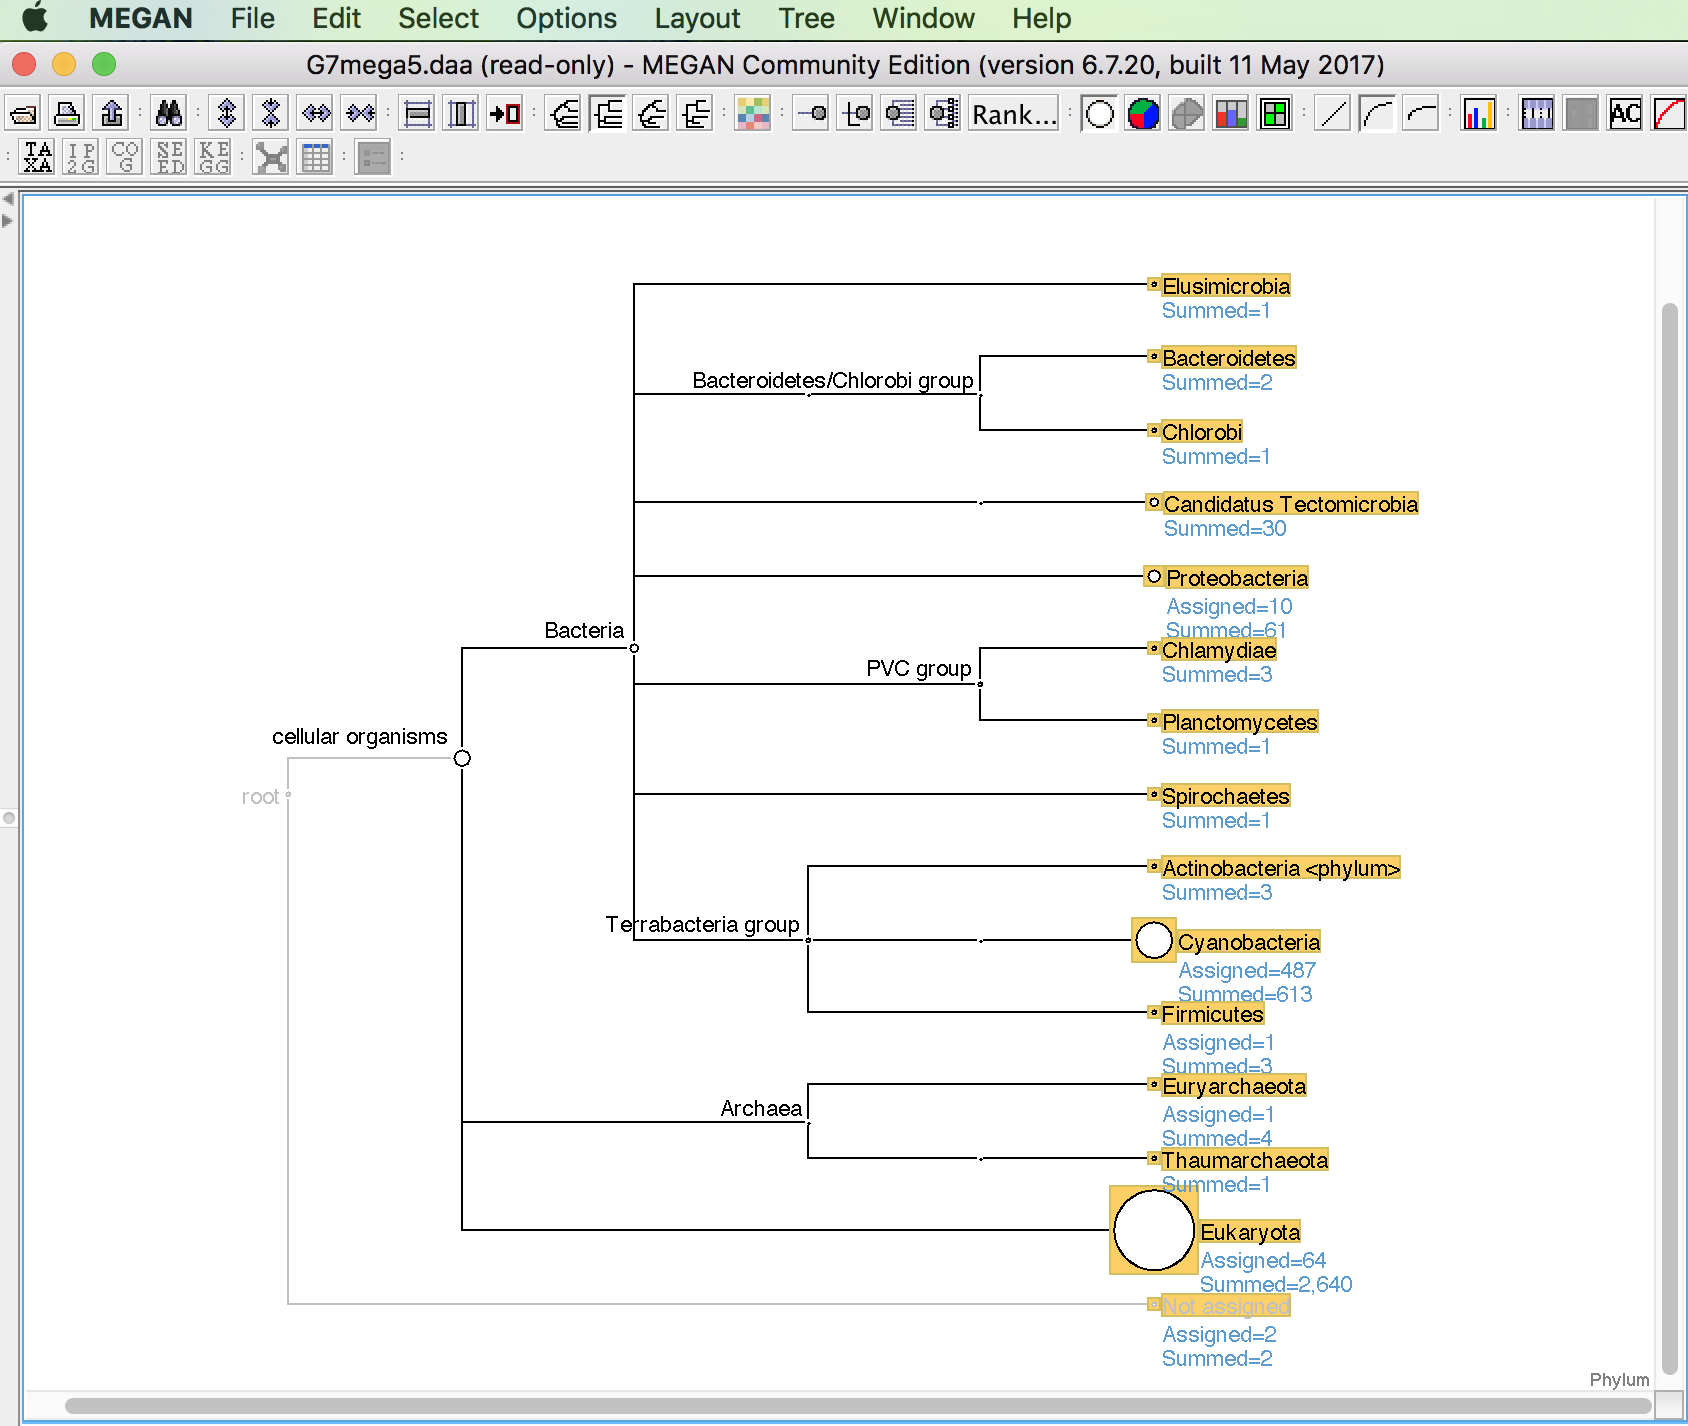 MEGAN File Edit Select Options Layout Tree Window Help
G7mega5.daa (read-only) - MEGAN Community Edition (version 6.7.20, built 11 May 2017)
Rank... AC
TA XA IP 2G CO G SE ED KE GG
Elusimicrobia
Summed=1
Bacteroidetes/Chlorobi group
Bacteroidetes
Summed=2
Chlorobi
Summed=1
Candidatus Tectomicrobia
Summed=30
Proteobacteria
Assigned=10
Summed=61
Bacteria
PVC group
Chlamydiae
Summed=3
Planctomycetes
Summed=1
cellular organisms
root
Spirochaetes
Summed=1
Actinobacteria <phylum>
Summed=3
Terrabacteria group
Cyanobacteria
Assigned=487
Summed=613
Firmicutes
Assigned=1
Summed=3
Archaea
Euryarchaeota
Assigned=1
Summed=4
Thaumarchaeota
Summed=1
Eukaryota
Assigned=64
Summed=2,640
Not assigned
Assigned=2
Summed=2
Phylum